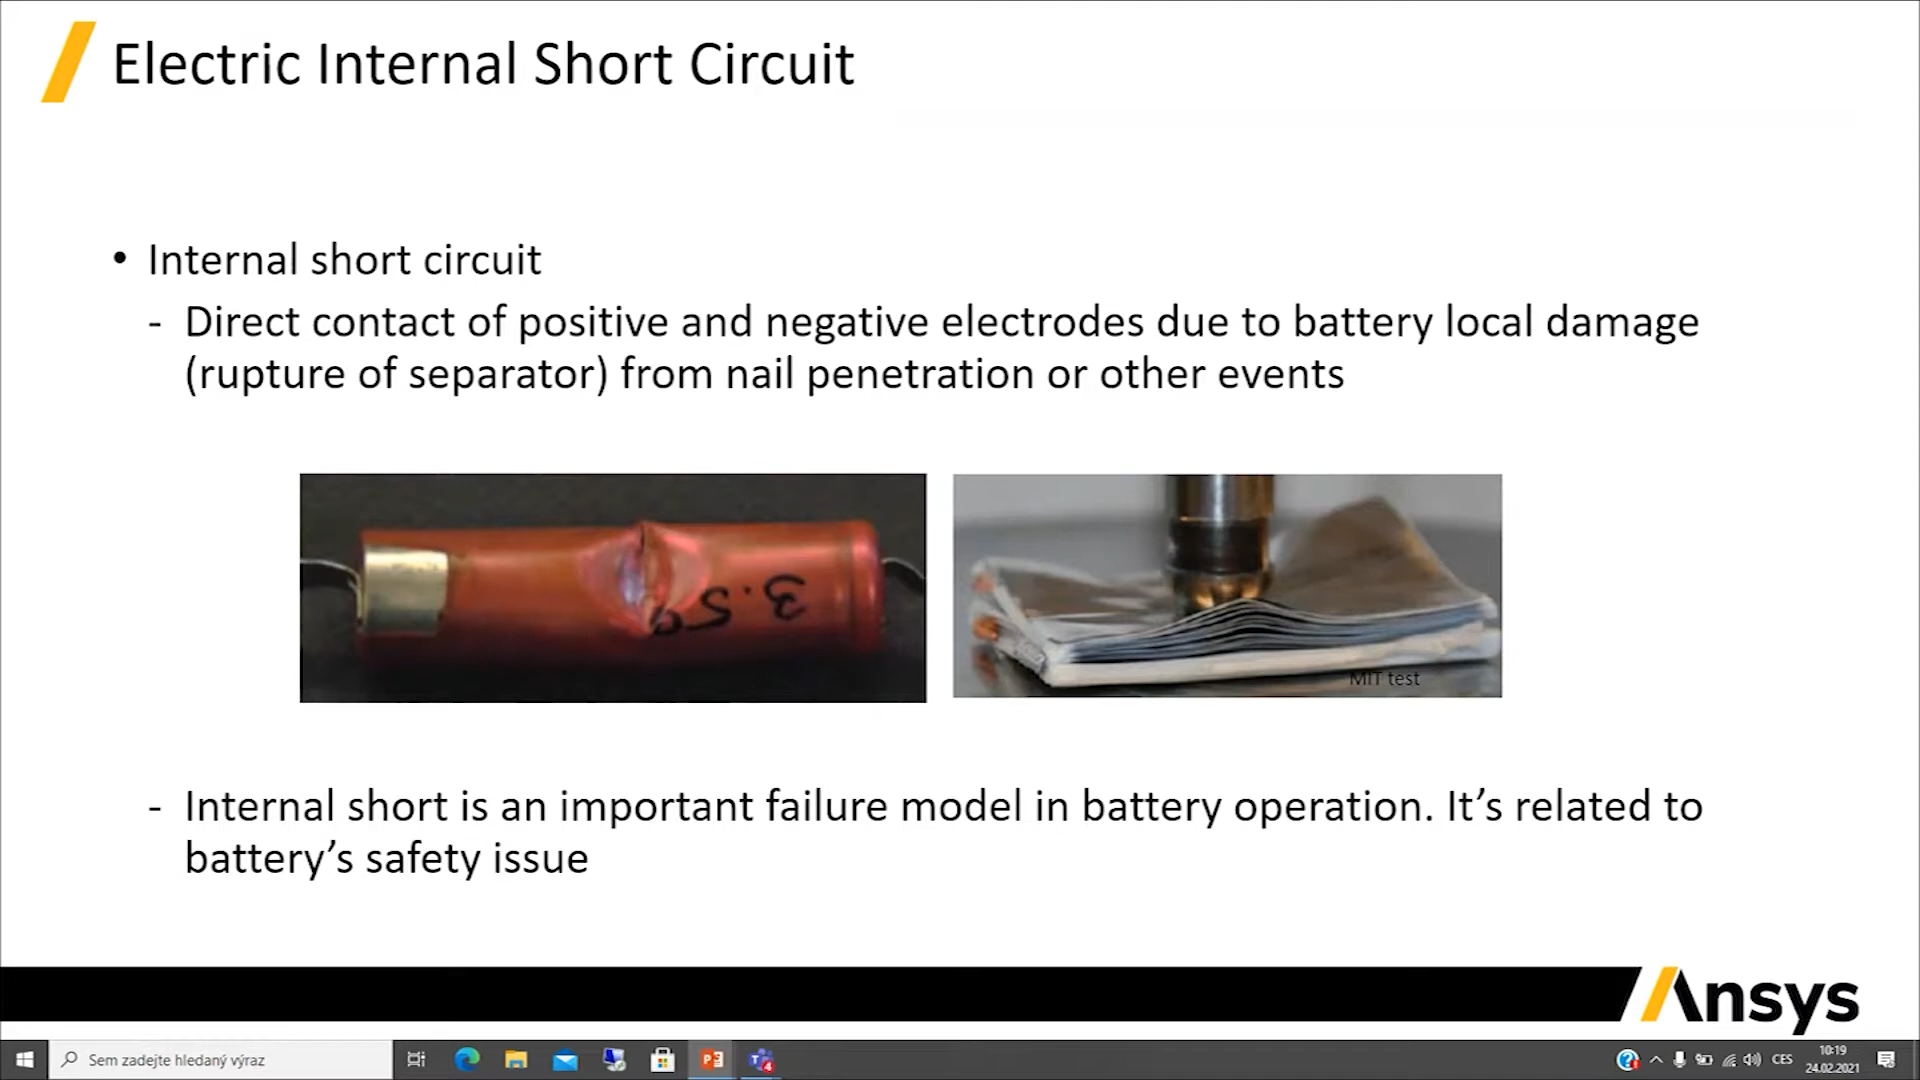 Electric Internal Short Circuit
• Internal short circuit
- Direct contact of positive and negative electrodes due to battery local damage
(rupture of separator) from nail penetration or other events
3.50
MIT test
- Internal short is an important failure model in battery operation. It’s related to
battery’s safety issue
Ansys
Sem zadejte hledaný výraz
CES
10:19
24.02.2021